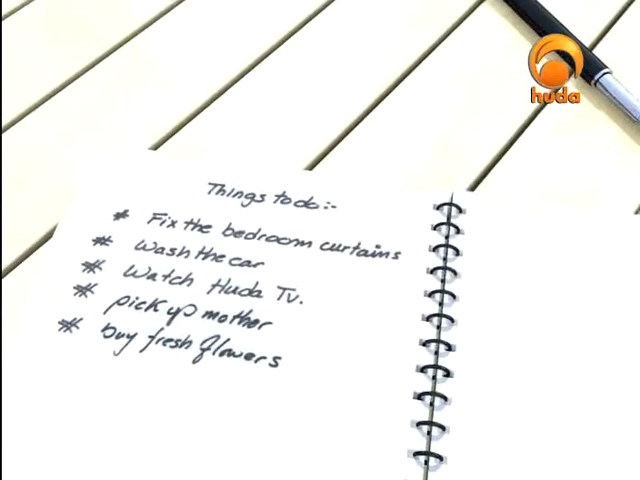 huda
Things to do:-
* Fix the bedroom curtains
* Wash the car
* Watch Huda Tv.
* pick up mother
* buy fresh flowers